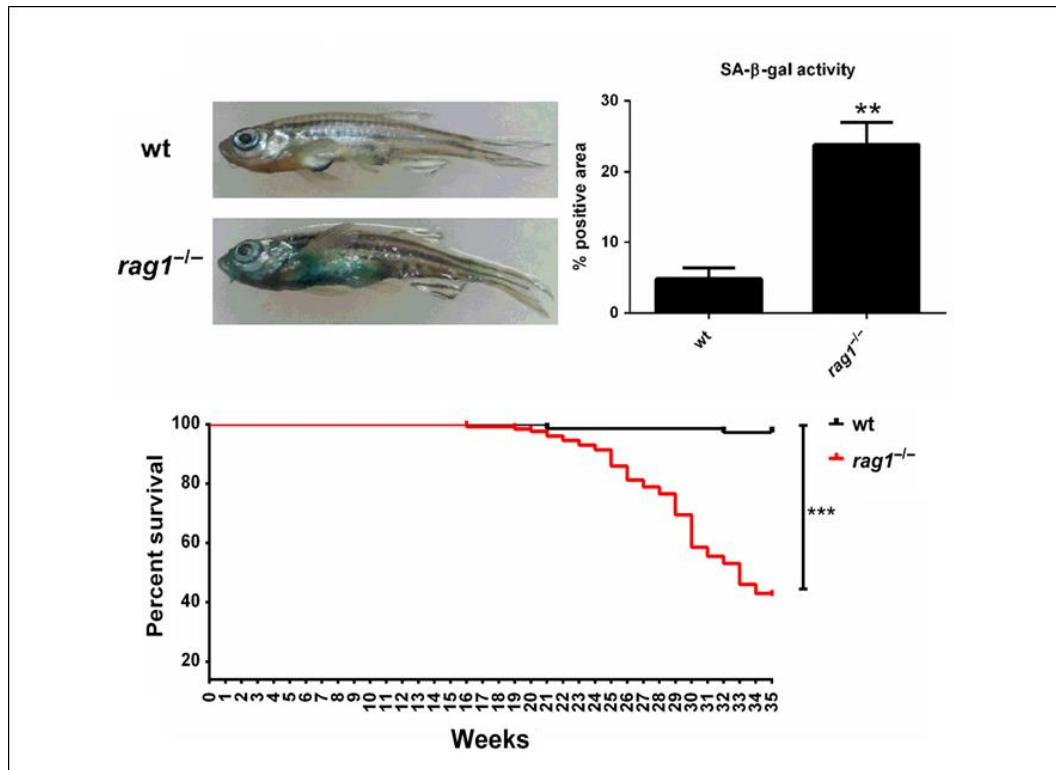 wt
rag1–/–
SA-β-gal activity
% positive area
30
20
10
0
**
wt
rag1–/–
Percent survival
100
80
60
40
20
0 1 2 3 4 5 6 7 8 9 10 11 12 13 14 15 16 17 18 19 20 21 22 23 24 25 26 27 28 29 30 31 32 33 34 35
Weeks
wt
rag1–/–
***